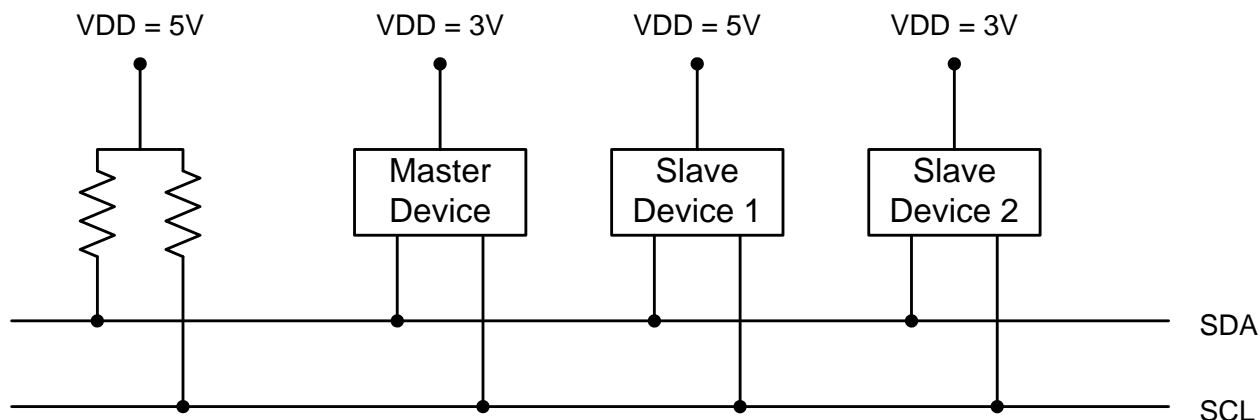 VDD = 5V
VDD = 3V
VDD = 5V
VDD = 3V
Master
Device
Slave
Device 1
Slave
Device 2
SDA
SCL